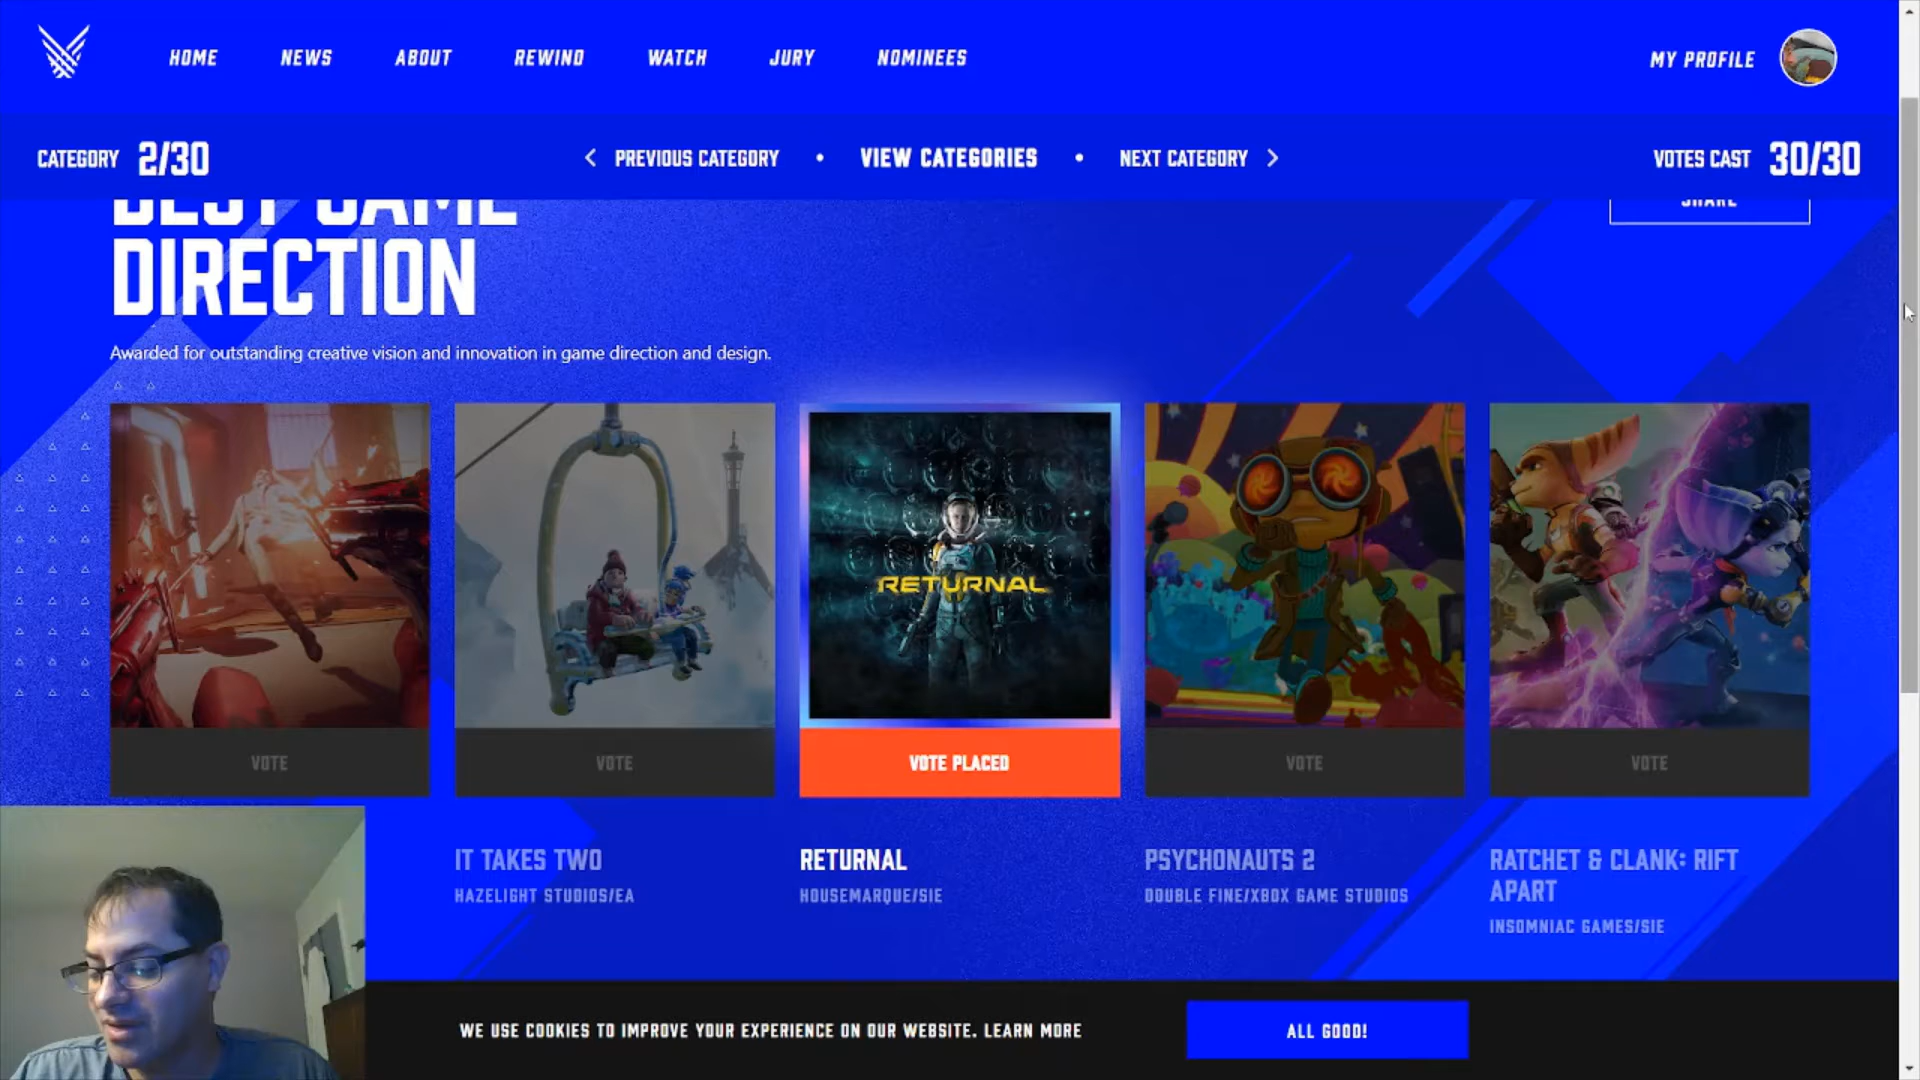 HOME NEWS ABOUT REWIND WATCH JURY NOMINEES MY PROFILE
CATEGORY 2/30 PREVIOUS CATEGORY • VIEW CATEGORIES • NEXT CATEGORY VOTES CAST 30/30
BEST GAME
SHARE
DIRECTION
Awarded for outstanding creative vision and innovation in game direction and design.
RETURNAL
VOTE VOTE VOTE PLACED VOTE VOTE
IT TAKES TWO
HAZELIGHT STUDIOS/EA
RETURNAL
HOUSEMARQUE/SIE
PSYCHONAUTS 2
DOUBLE FINE/XBOX GAME STUDIOS
RATCHET & CLANK: RIFT
APART
INSOMNIAC GAMES/SIE
WE USE COOKIES TO IMPROVE YOUR EXPERIENCE ON OUR WEBSITE. LEARN MORE
ALL GOOD!